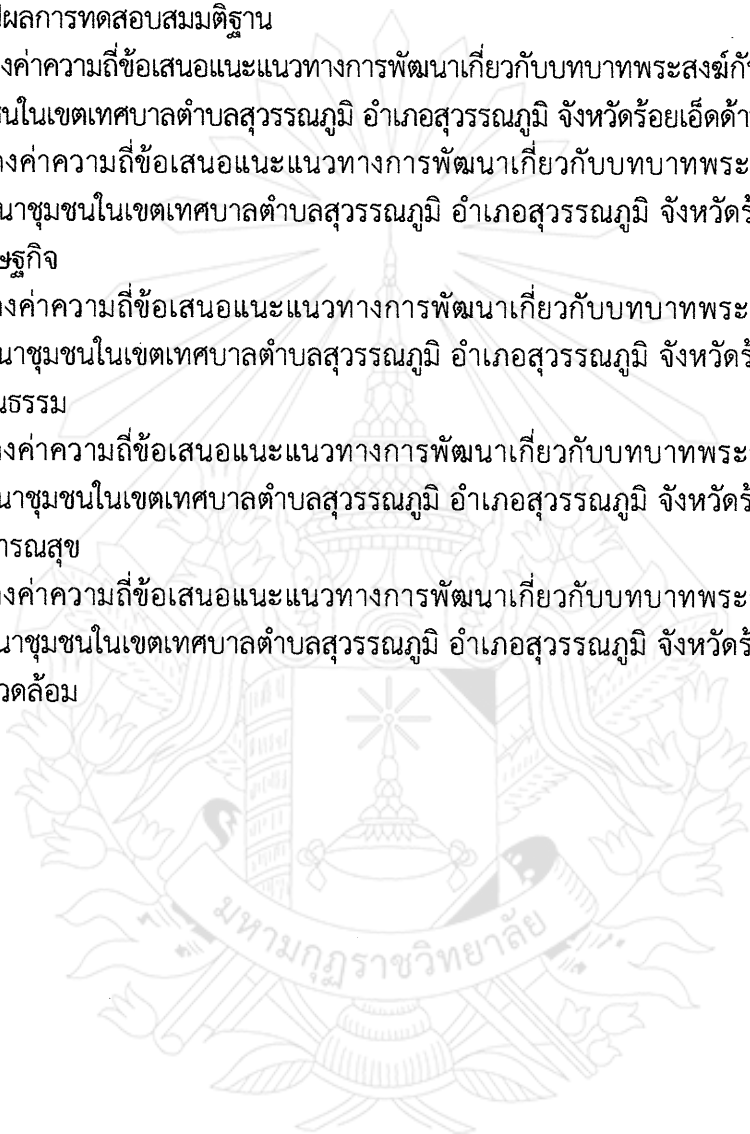 ผลการทดสอบสมมติฐาน
งค่าความถี่ข้อเสนอแนะแนวทางการพัฒนาเกี่ยวกับบทบาทพระสงฆ์กั
ชนในเขตเทศบาลตำบลสุวรรณภูมิ อำเภอสุวรรณภูมิ จังหวัดร้อยเอ็ดด้า
งค่าความถี่ข้อเสนอแนะแนวทางการพัฒนาเกี่ยวกับบทบาทพระ
นาชุมชนในเขตเทศบาลตำบลสุวรรณภูมิ อำเภอสุวรรณภูมิ จังหวัดร้
ษฐกิจ
งค่าความถี่ข้อเสนอแนะแนวทางการพัฒนาเกี่ยวกับบทบาทพระ
นาชุมชนในเขตเทศบาลตำบลสุวรรณภูมิ อำเภอสุวรรณภูมิ จังหวัดร้
นธรรม
งค่าความถี่ข้อเสนอแนะแนวทางการพัฒนาเกี่ยวกับบทบาทพระ
นาชุมชนในเขตเทศบาลตำบลสุวรรณภูมิ อำเภอสุวรรณภูมิ จังหวัดร้
ารณสุข
งค่าความถี่ข้อเสนอแนะแนวทางการพัฒนาเกี่ยวกับบทบาทพระ
นาชุมชนในเขตเทศบาลตำบลสุวรรณภูมิ อำเภอสุวรรณภูมิ จังหวัดร้
วดล้อม
มหามกุฏราชวิทยาลัย